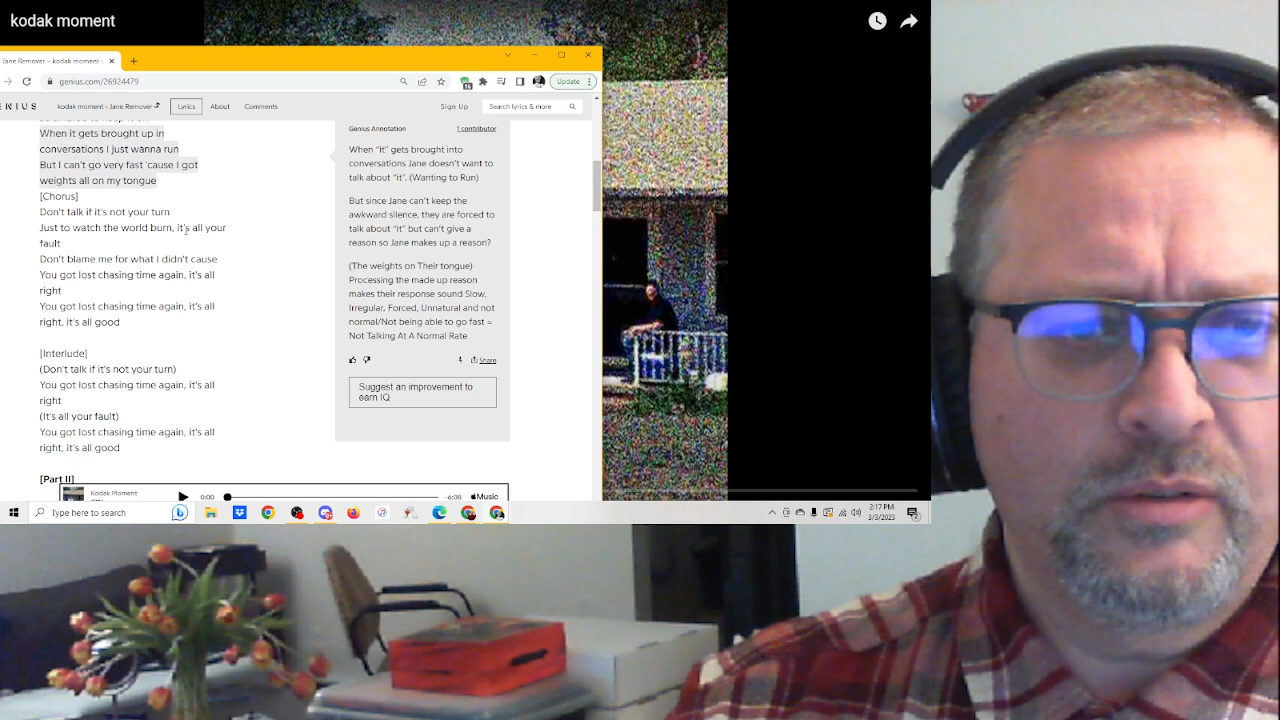 kodak moment
Jane Remover – kodak moment
Update
genius.com/26924479
ENIUS
kodak moment - Jane Remover
Lyrics
About
Comments
Sign Up
Search lyrics & more
When it gets brought up in
conversations I just wanna run
But I can't go very fast 'cause I got
weights all on my tongue
[Chorus]
Don't talk if it's not your turn
Just to watch the world burn, it's all your
fault
Don't blame me for what I didn't cause
You got lost chasing time again, it's all
right
You got lost chasing time again, it's all
right, it's all good
[Interlude]
(Don't talk if it's not your turn)
You got lost chasing time again, it's all
right
(It's all your fault)
You got lost chasing time again, it's all
right, it's all good
[Part II]
Genius Annotation
1 contributor
When “it” gets brought into
conversations Jane doesn’t want to
talk about “it”. (Wanting to Run)
But since Jane can’t keep the
awkward silence, they are forced to
talk about “it” but can’t give a
reason so Jane makes up a reason?
(The weights on Their tongue)
Processing the made up reason
makes their response sound Slow,
Irregular, Forced, Unnatural and not
normal/Not being able to go fast =
Not Talking At A Normal Rate
Share
Suggest an improvement to
earn IQ
Kodak Moment
0:00
-6:08
Music
Type here to search
2:17 PM
3/3/2023